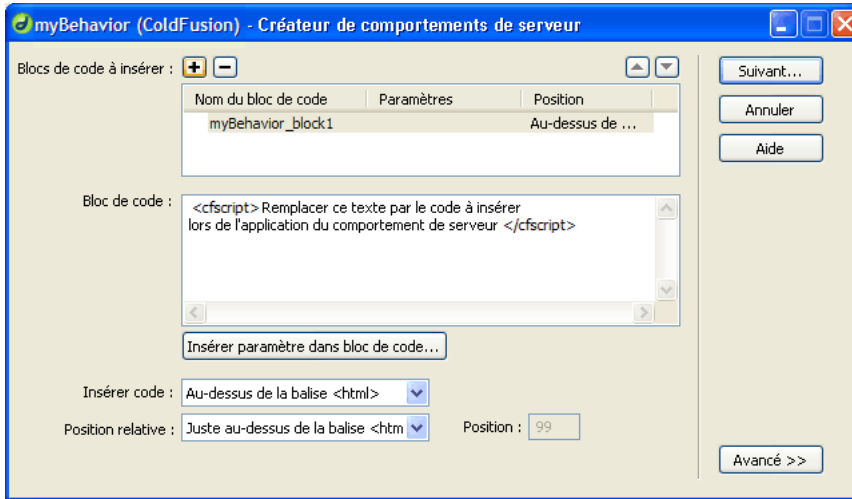 myBehavior (ColdFusion) - Créateur de comportements de serveur
Blocs de code à insérer :
Suivant...
Nom du bloc de code Paramètres Position
Annuler
myBehavior_block1 Au-dessus de ...
Aide
Bloc de code :
<cfscript> Remplacer ce texte par le code à insérer
lors de l'application du comportement de serveur </cfscript>
Insérer paramètre dans bloc de code...
Insérer code : Au-dessus de la balise <html>
Position relative : Juste au-dessus de la balise <htm Position : 99
Avancé >>